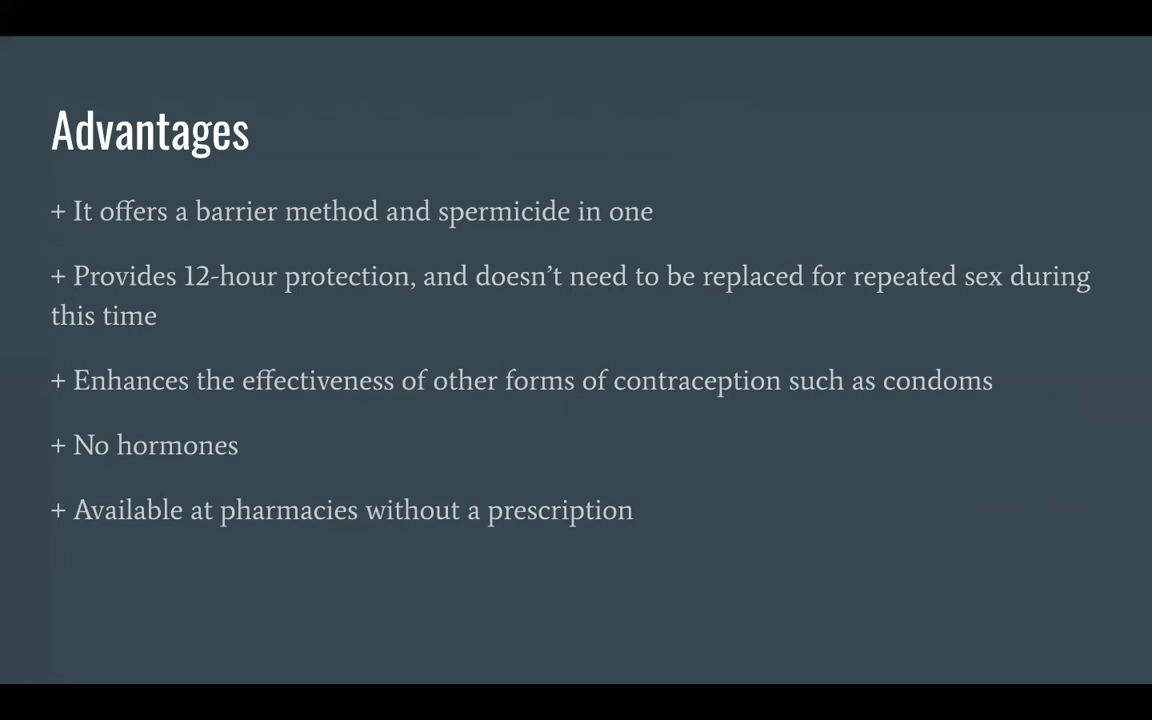 Advantages
+ It offers a barrier method and spermicide in one
+ Provides 12-hour protection, and doesn’t need to be replaced for repeated sex during
this time
+ Enhances the effectiveness of other forms of contraception such as condoms
+ No hormones
+ Available at pharmacies without a prescription